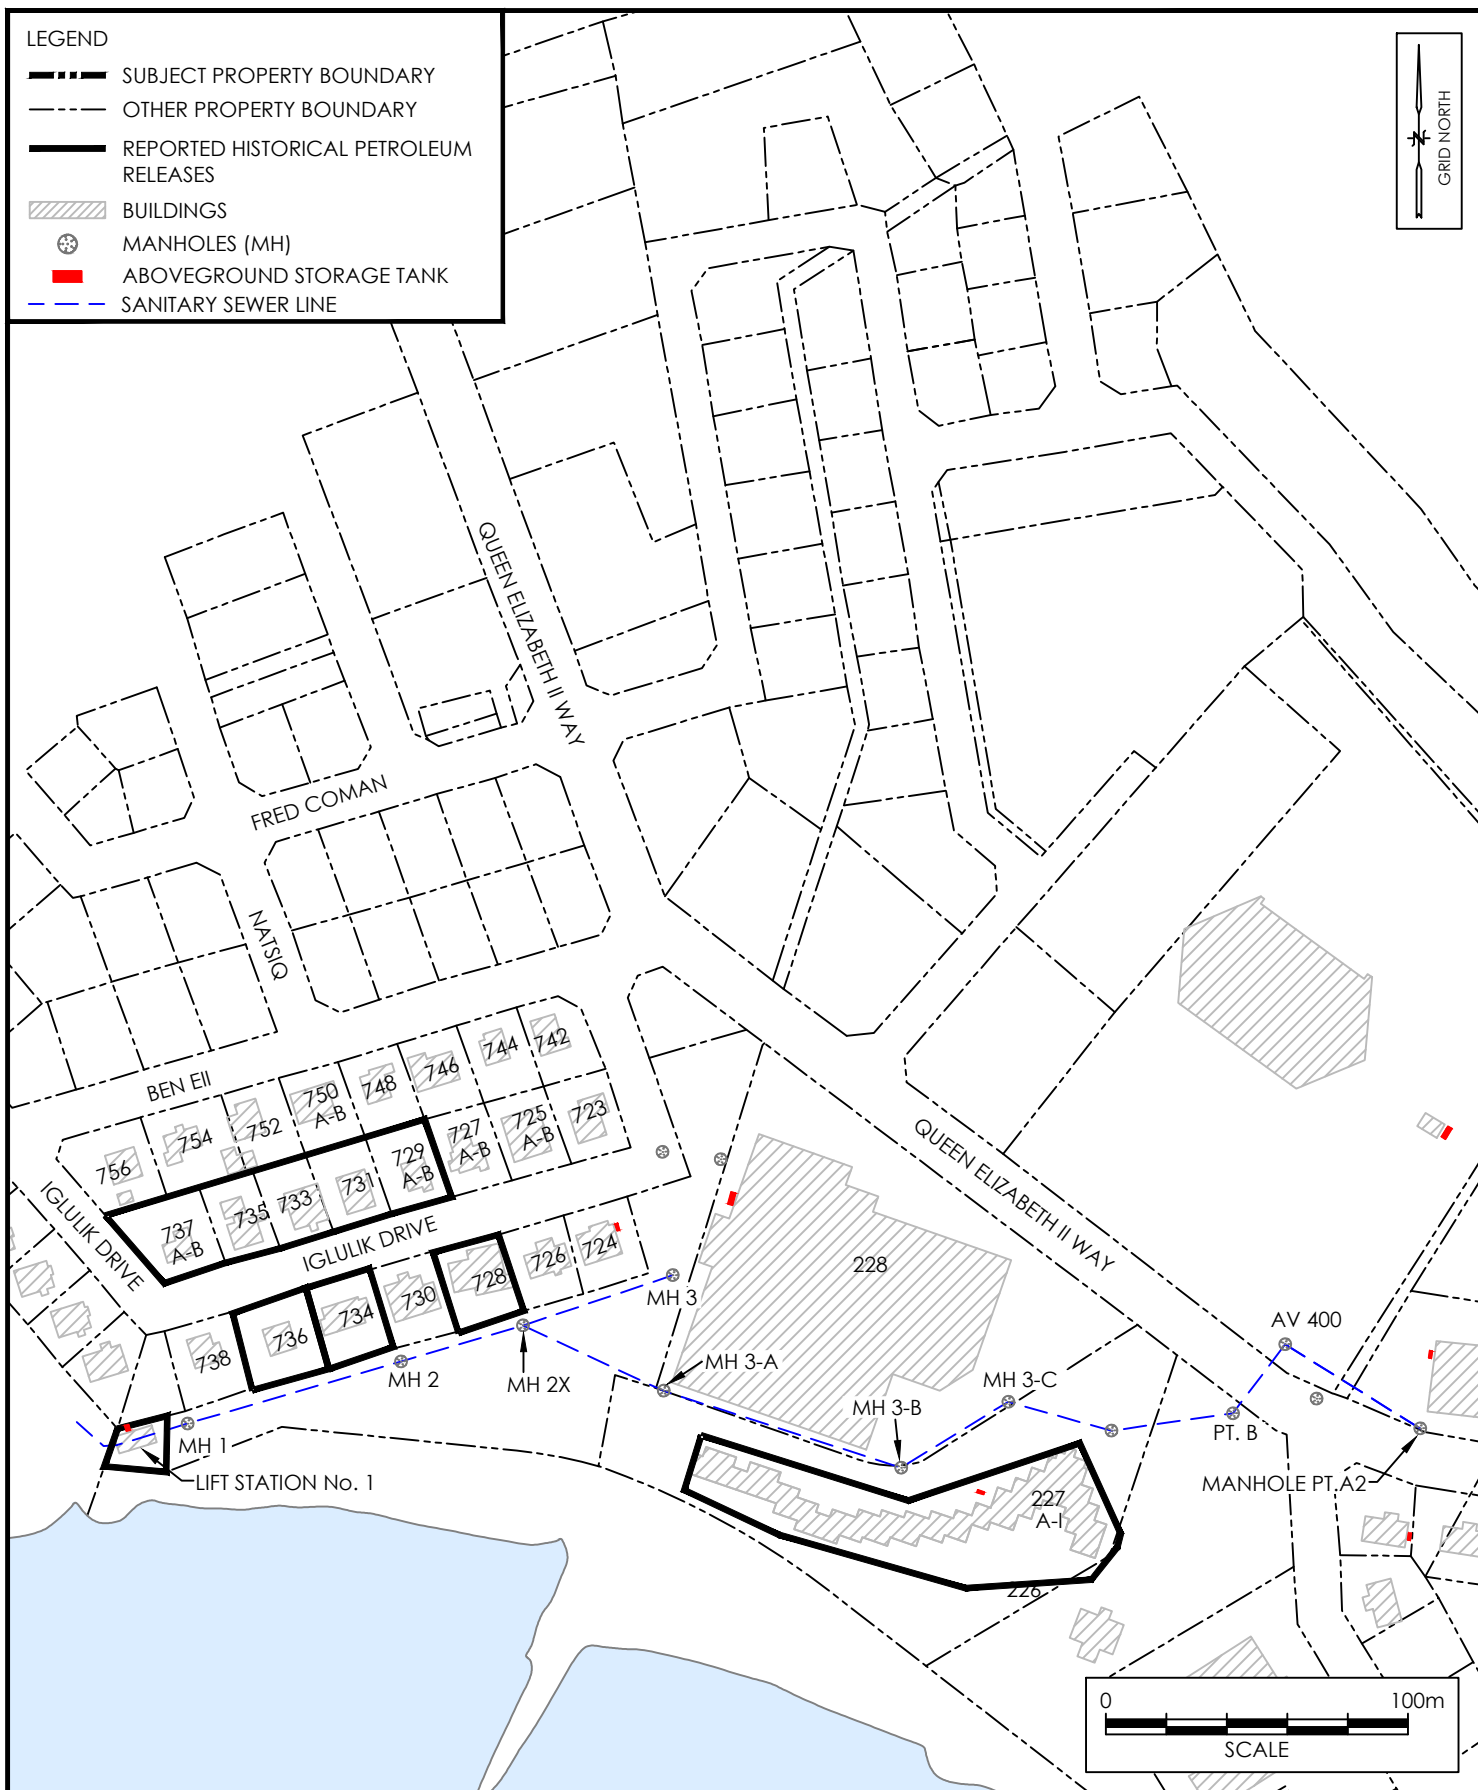 LEGEND
SUBJECT PROPERTY BOUNDARY
OTHER PROPERTY BOUNDARY
REPORTED HISTORICAL PETROLEUM
RELEASES
BUILDINGS
MANHOLES (MH)
ABOVEGROUND STORAGE TANK
SANITARY SEWER LINE
N
GRID NORTH
QUEEN ELIZABETH II WAY
FRED COMAN
NATSIQ
BEN EII
756
754
752
750
A-B
748
746
744
742
IGLULIK DRIVE
737
A-B
735
733
731
729
A-B
727
A-B
725
A-B
723
IGLULIK DRIVE
738
736
734
730
728
726
724
QUEEN ELIZABETH II WAY
228
MH 3
MH 3-A
MH 2X
MH 2
MH 1
LIFT STATION No. 1
MH 3-B
MH 3-C
AV 400
PT. B
MANHOLE PT.A2
227
A-I
226
0
100m
SCALE